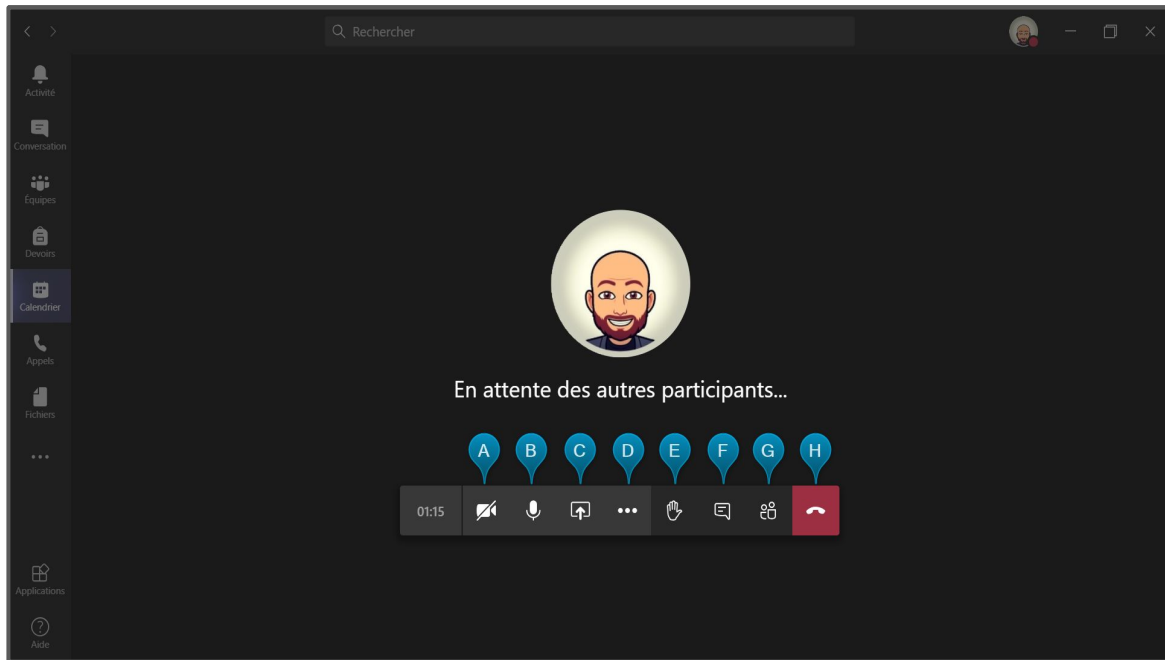 Rechercher
Activité
Conversation
Équipes
Devoirs
Calendrier
Appels
Fichiers
En attente des autres participants...
A B C D E F G H
01:15
Applications
Aide